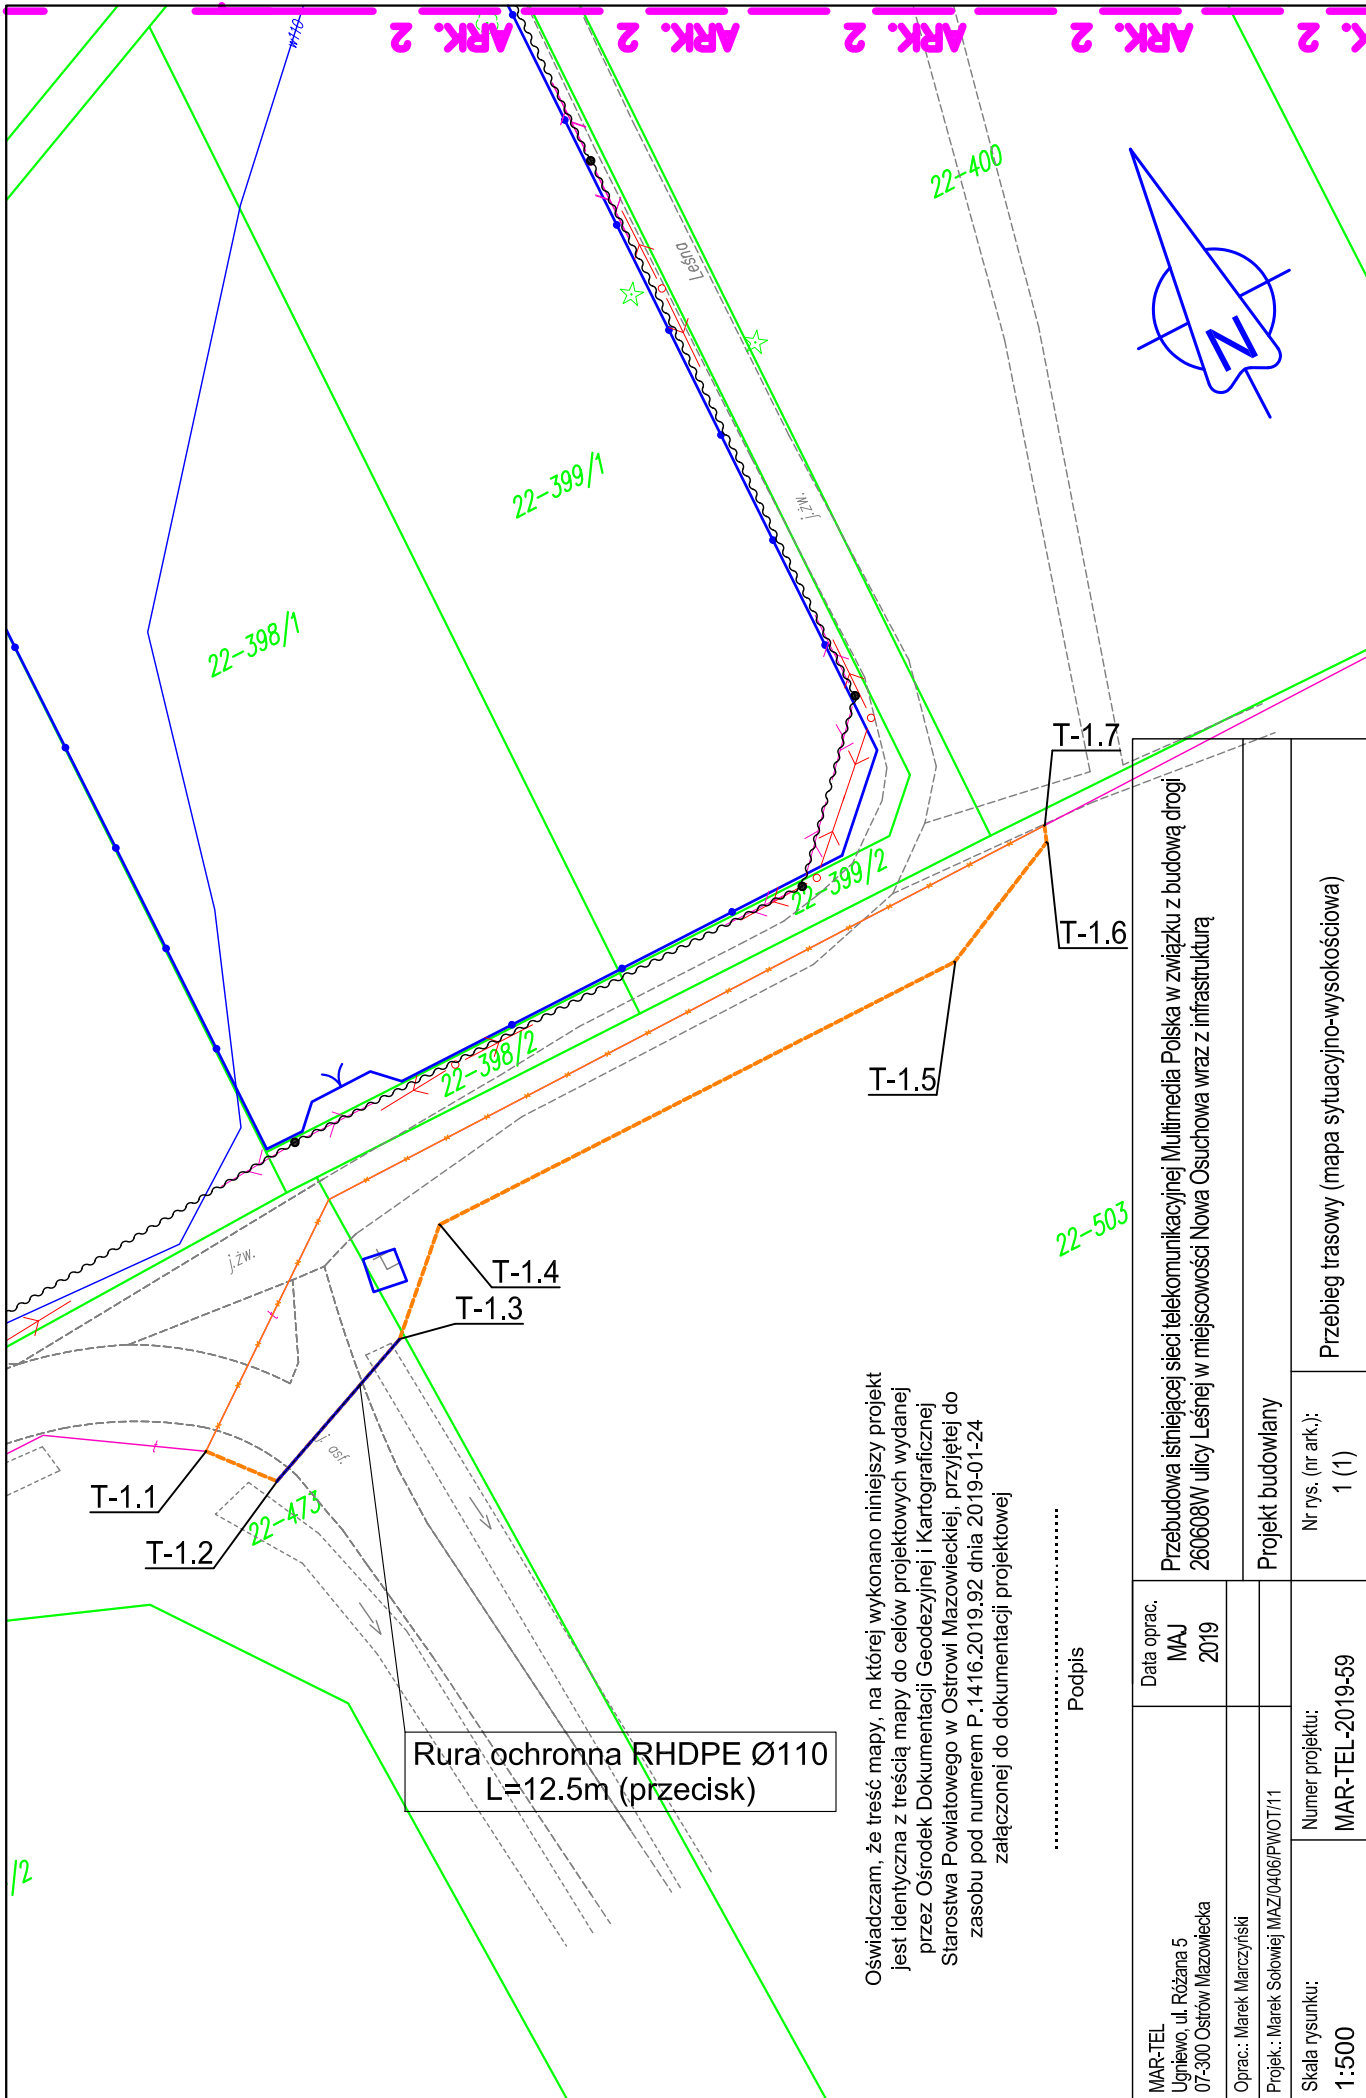 ARK. 2
ARK. 2
ARK. 2
ARK. 2
K. 2
w110
22-400
Leśna
N
22-399/1
j.żw.
22-398/1
T-1.7
22-399/2
T-1.6
22-398/2
T-1.5
22-503
j.żw.
T-1.4
T-1.3
j. asf.
T-1.1
22-473
T-1.2
Rura ochronna RHDPE Ø110
L=12.5m (przecisk)
/2
Oświadczam, że treść mapy, na której wykonano niniejszy projekt
jest identyczna z treścią mapy do celów projektowych wydanej
przez Ośrodek Dokumentacji Geodezyjnej i Kartograficznej
Starostwa Powiatowego w Ostrowi Mazowieckiej, przyjętej do
zasobu pod numerem P.1416.2019.92 dnia 2019-01-24
załączonej do dokumentacji projektowej
Podpis
MAR-TEL
Ugniewo, ul. Różana 5
07-300 Ostrów Mazowiecka
Data oprac.
MAJ
2019
Przebudowa istniejącej sieci telekomunikacyjnej Multimedia Polska w związku z budową drogi
260608W ulicy Leśnej w miejscowości Nowa Osuchowa wraz z infrastrukturą
Oprac.: Marek Marczyński
Projek.: Marek Sołowiej MAZ/0406/PWOT/11
Projekt budowlany
Skala rysunku:
1:500
Numer projektu:
MAR-TEL-2019-59
Nr rys. (nr ark.):
1 (1)
Przebieg trasowy (mapa sytuacyjno-wysokościowa)